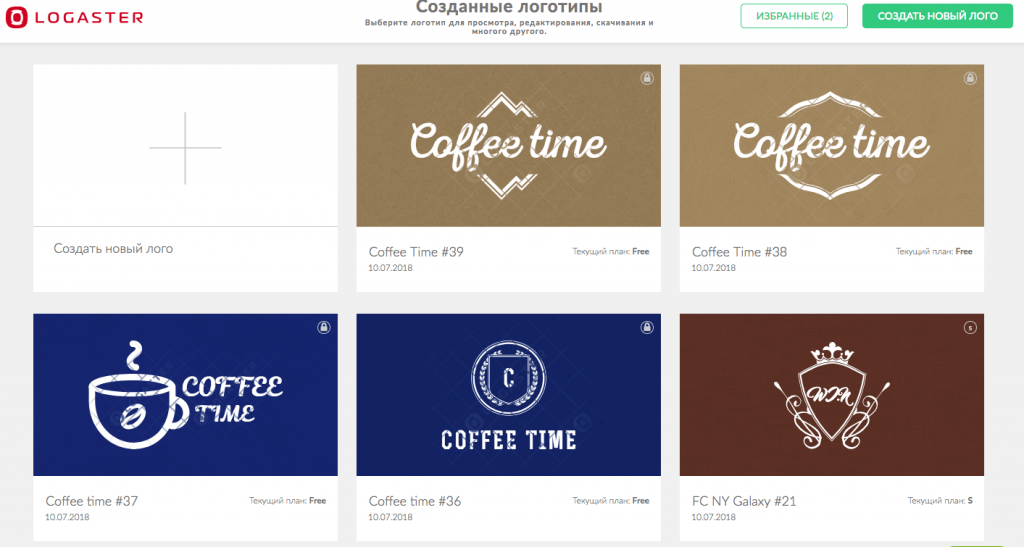 LOGASTER
Созданные логотипы
Выберите логотип для просмотра, редактирования, скачивания и
многого другого.
ИЗБРАННЫЕ (2)
СОЗДАТЬ НОВЫЙ ЛОГО
Создать новый лого
Coffee time
Coffee Time #39
Текущий план: Free
10.07.2018
Coffee time
Coffee Time #38
Текущий план: Free
10.07.2018
COFFEE
TIME
Coffee time #37
Текущий план: Free
10.07.2018
C
COFFEE TIME
Coffee time #36
Текущий план: Free
10.07.2018
S
WIN
FC NY Galaxy #21
Текущий план: S
10.07.2018